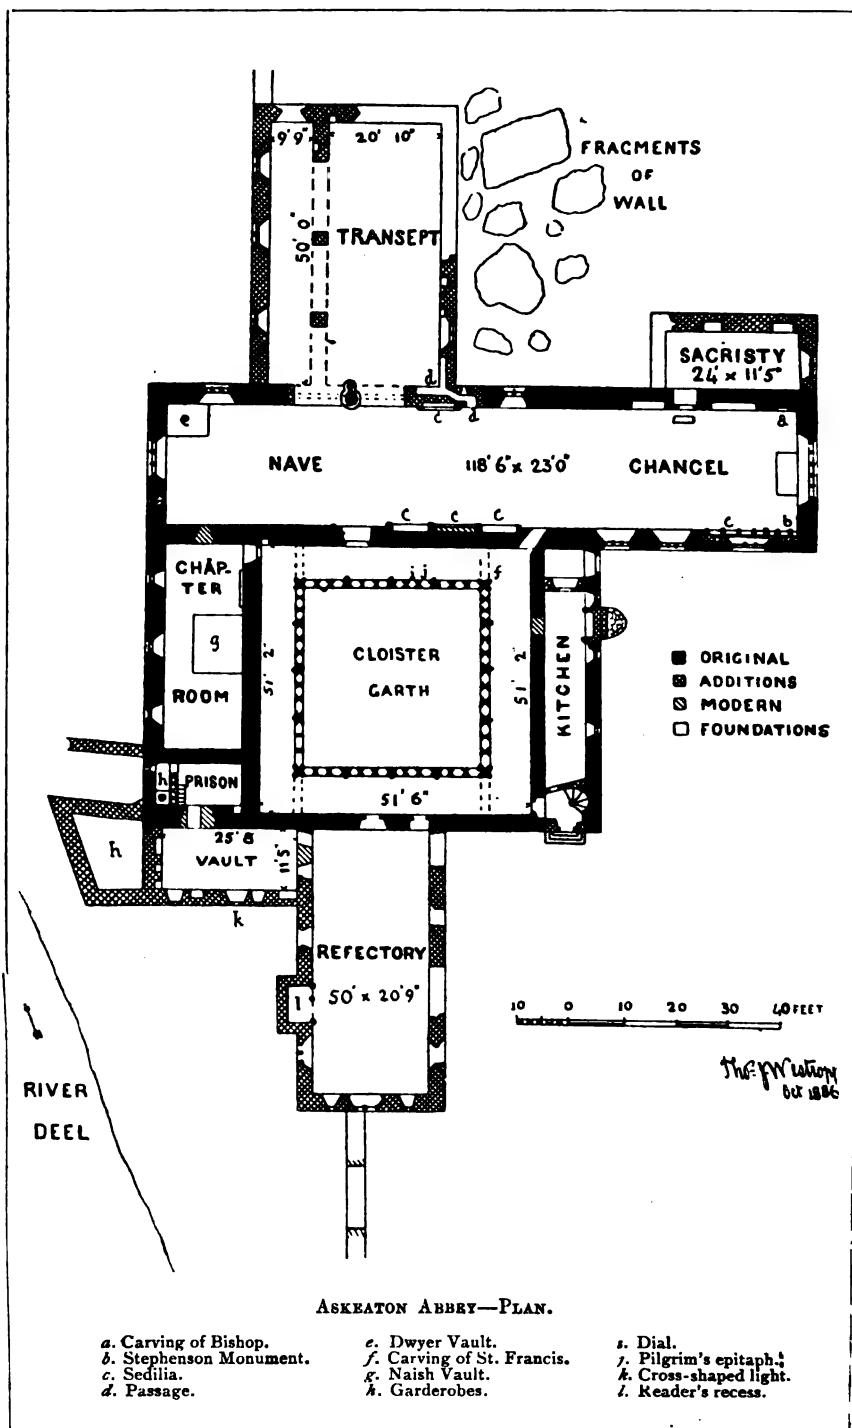 9' 9"
20' 10"
50' 0"
TRANSEPT
FRAGMENTS
OF
WALL
SACRISTY
24' x 11'5"
d
c
d
e
a
NAVE
118' 6" x 23' 0"
CHANCEL
c
c
c
c
b
CHAP-
TER
g
ROOM
i j
f
CLOISTER
GARTH
51' 2"
51' 2"
51' 6"
KITCHEN
ORIGINAL
ADDITIONS
MODERN
FOUNDATIONS
h
PRISON
h
25' 8
VAULT
x 11'5"
k
REFECTORY
50' x 20'9"
l
10 0 10 20 30 40 FEET
Thos. J Westropp
Oct 1886
RIVER
DEEL
ASKEATON ABBEY—PLAN.
a. Carving of Bishop.
b. Stephenson Monument.
c. Sedilia.
d. Passage.
e. Dwyer Vault.
f. Carving of St. Francis.
g. Naish Vault.
h. Garderobes.
i. Dial.
j. Pilgrim's epitaph.
k. Cross-shaped light.
l. Reader's recess.